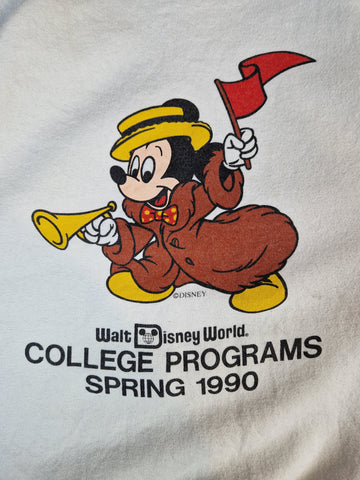 ©DISNEY
Walt Disney World®
COLLEGE PROGRAMS
SPRING 1990